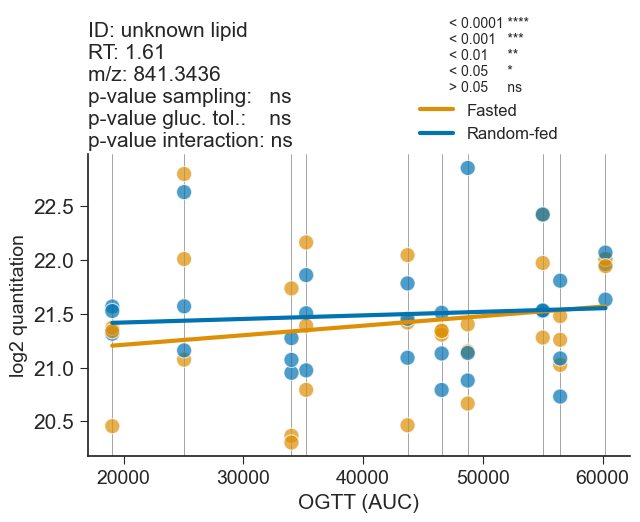 ID: unknown lipid
RT: 1.61
m/z: 841.3436
p-value sampling: ns
p-value gluc. tol.: ns
p-value interaction: ns
< 0.0001 ****
< 0.001 ***
< 0.01 **
< 0.05 *
> 0.05 ns
Fasted
Random-fed
log2 quantitation
22.5
22.0
21.5
21.0
20.5
20000 30000 40000 50000 60000
OGTT (AUC)